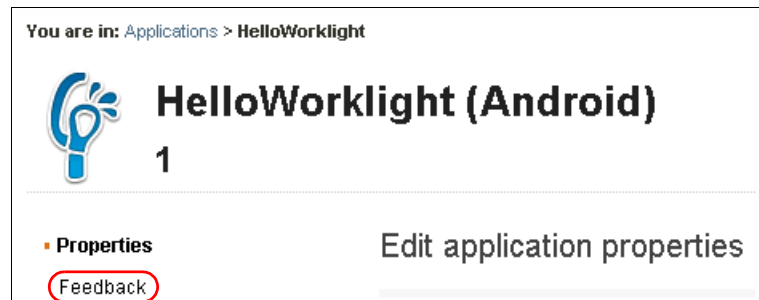 You are in: Applications > HelloWorklight
HelloWorklight (Android)
1
Properties
Edit application properties
Feedback